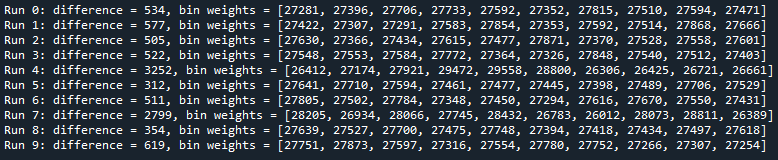 Run 0: difference = 534, bin weights = [27281, 27396, 27706, 27733, 27592, 27352, 27815, 27510, 27594, 27471]
Run 1: difference = 577, bin weights = [27422, 27307, 27291, 27583, 27854, 27353, 27592, 27514, 27868, 27666]
Run 2: difference = 505, bin weights = [27630, 27366, 27434, 27615, 27477, 27871, 27370, 27528, 27558, 27601]
Run 3: difference = 522, bin weights = [27548, 27553, 27584, 27772, 27364, 27326, 27848, 27540, 27512, 27403]
Run 4: difference = 3252, bin weights = [26412, 27174, 27921, 29472, 29558, 28800, 26306, 26425, 26721, 26661]
Run 5: difference = 312, bin weights = [27641, 27710, 27594, 27461, 27477, 27445, 27398, 27489, 27706, 27529]
Run 6: difference = 511, bin weights = [27805, 27502, 27784, 27348, 27450, 27294, 27616, 27670, 27550, 27431]
Run 7: difference = 2799, bin weights = [28205, 26934, 28066, 27745, 28432, 26783, 26012, 28073, 28811, 26389]
Run 8: difference = 354, bin weights = [27639, 27527, 27700, 27475, 27748, 27394, 27418, 27434, 27497, 27618]
Run 9: difference = 619, bin weights = [27751, 27873, 27597, 27316, 27554, 27780, 27752, 27266, 27307, 27254]